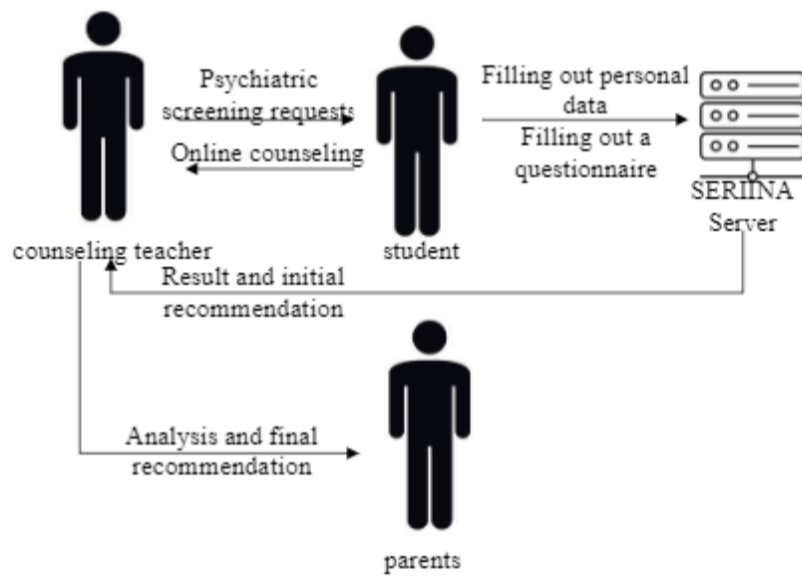 Psychiatric
screening requests
Online counseling
Filling out personal
data
Filling out a
questionnaire
SERIINA
Server
counseling teacher
student
Result and initial
recommendation
Analysis and final
recommendation
parents